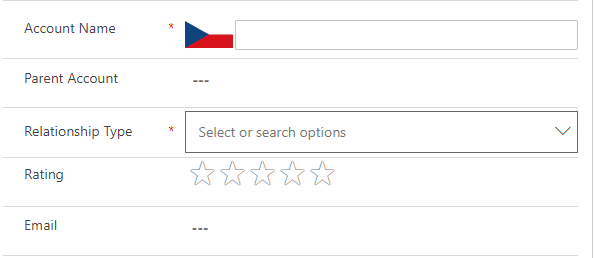 Account Name *
Parent Account ---
Relationship Type * Select or search options
Rating
Email ---